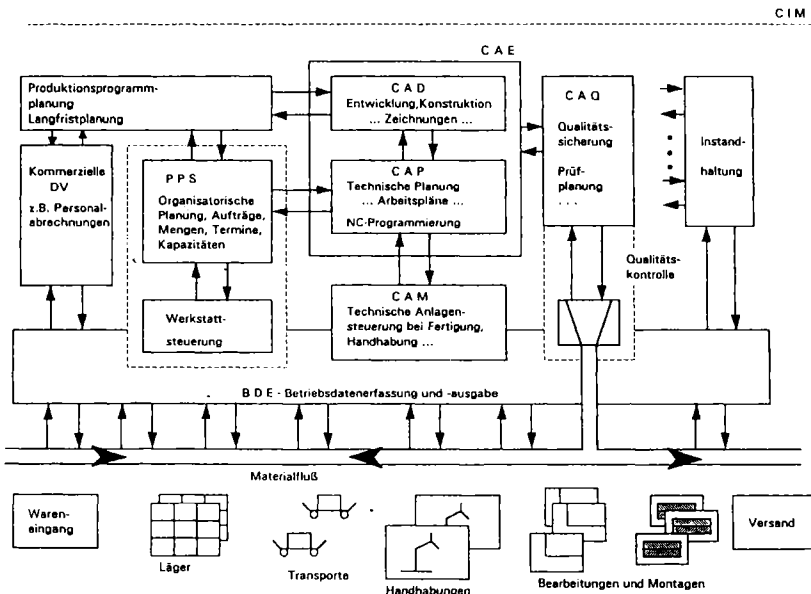 CIM
CAE
Produktionsprogramm-
planung
Langfristplanung
CAD
Entwicklung, Konstruktion
... Zeichnungen ...
CAQ
Qualitäts-
sicherung
Prüf-
planung
. . .
Instand-
haltung
Kommerzielle
DV
z.B. Personal-
abrechnungen
PPS
Organisatorische
Planung, Aufträge,
Mengen, Termine,
Kapazitäten
CAP
Technische Planung
... Arbeitspläne ...
NC-Programmierung
Qualitäts-
kontrolle
Werkstatt-
steuerung
CAM
Technische Anlagen-
steuerung bei Fertigung,
Handhabung ...
BDE - Betriebsdatenerfassung und -ausgabe
Materialfluß
Waren-
eingang
Läger
Transporte
Handhabungen
Bearbeitungen und Montagen
Versand